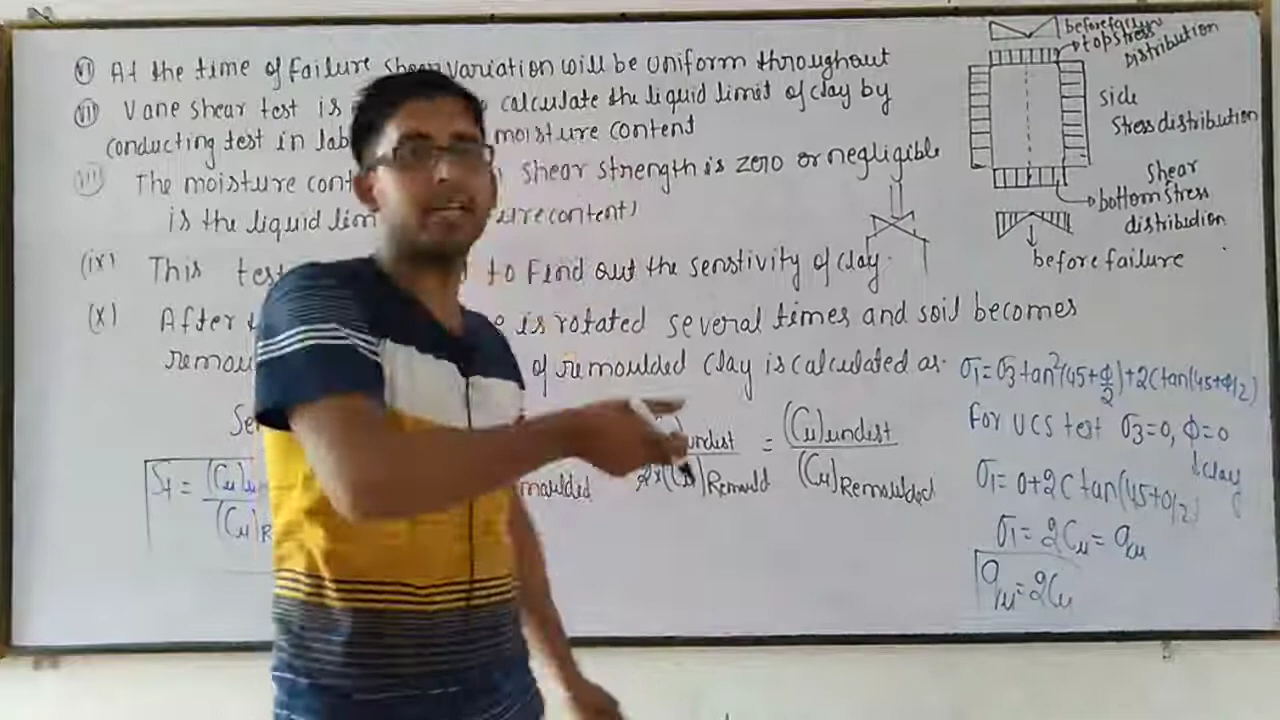 (vi) At the time of failure shear variation will be uniform throughout
(vii) Vane shear test is calculate the liquid limit of clay by
conducting test in lab moisture content
The moisture cont shear strength is zero or negligible
is the liquid lim content)
(ix) This test to find out the senstivity of clay.
(x) After is rotated several times and soil becomes
remou of remoulded clay is calculated as.
Se
undist = (Cu)undist
moulded 2×(Cu)Remould (Cu)Remoulded
St = (Cu)u
(Cu)R
before failure
top stress
Distribution
side
Stress distribution
shear
bottom stress
distribution
before failure
σ1=σ3 tan²(45+φ/2)+2C tan(45+φ/2)
For UCS test σ3=0, φ=0
clay
σ1=0+2C tan(45+0/2)
σ1=2Cu=qu
qu=2Cu